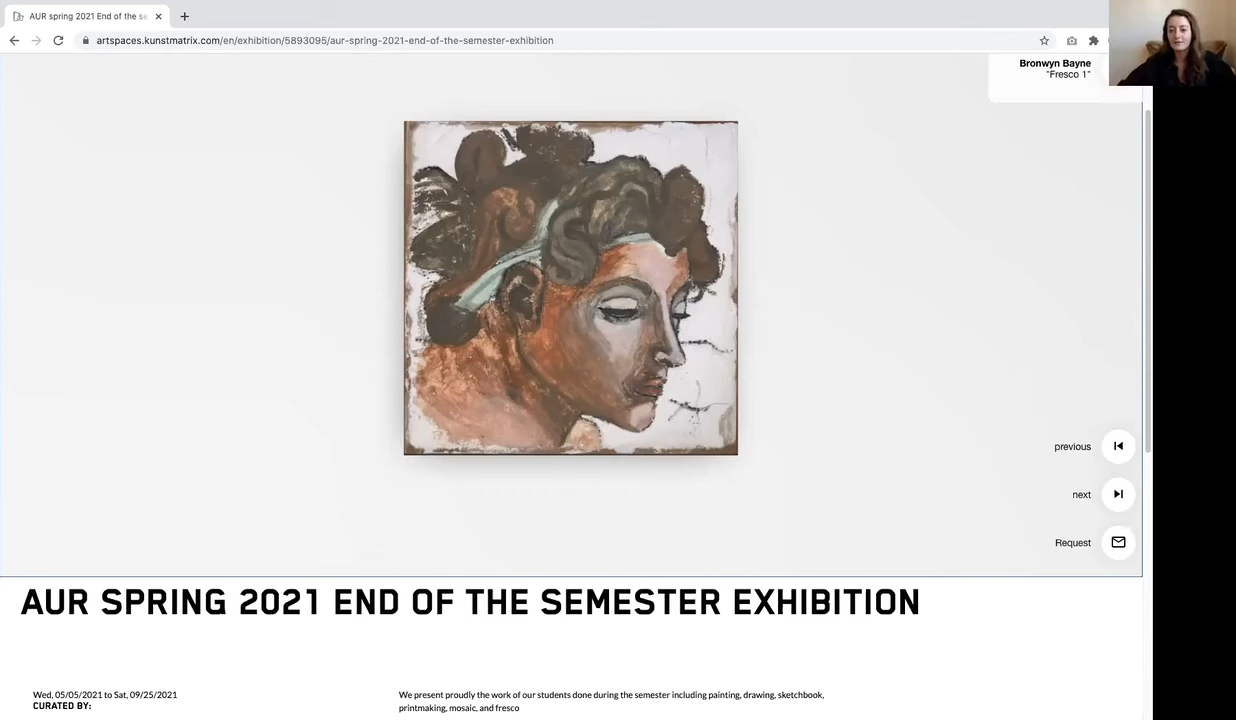 AUR spring 2021 End of the se
artspaces.kunstmatrix.com/en/exhibition/5893095/aur-spring-2021-end-of-the-semester-exhibition
Bronwyn Bayne
"Fresco 1"
previous
next
Request
AUR SPRING 2021 END OF THE SEMESTER EXHIBITION
Wed, 05/05/2021 to Sat, 09/25/2021
CURATED BY:
We present proudly the work of our students done during the semester including painting, drawing, sketchbook,
printmaking, mosaic, and fresco